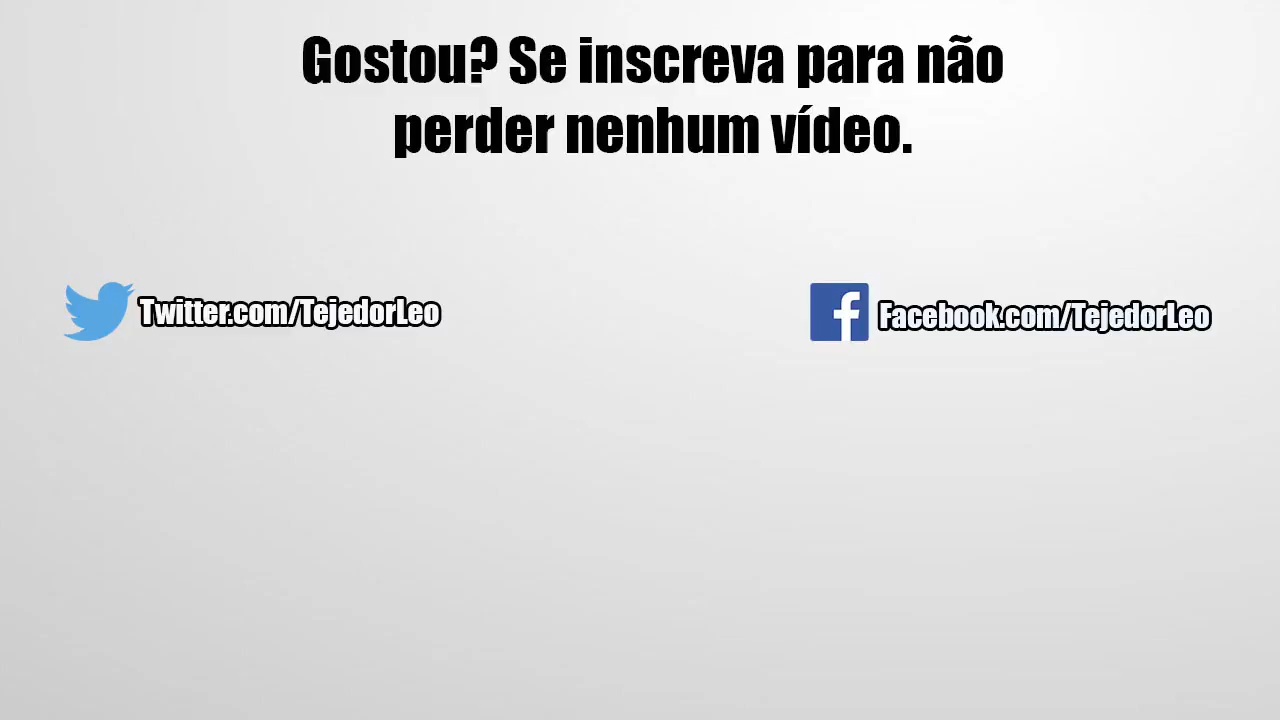 Gostou? Se inscreva para não
perder nenhum vídeo.
Twitter.com/TejedorLeo
Facebook.com/TejedorLeo